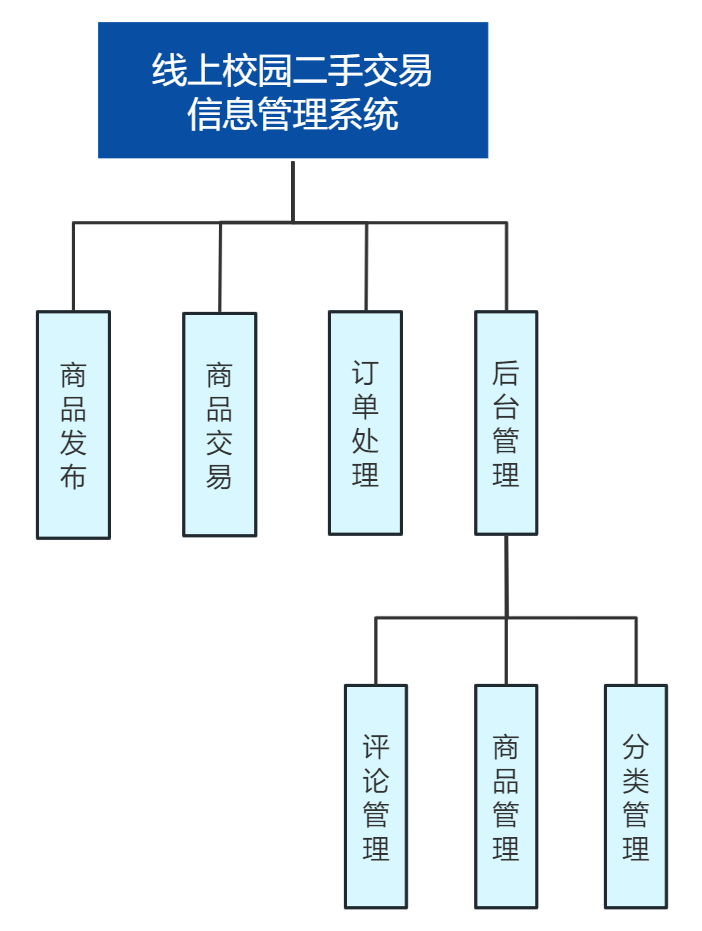 线上校园二手交易
信息管理系统
商品发布
商品交易
订单处理
后台管理
评论管理
商品管理
分类管理